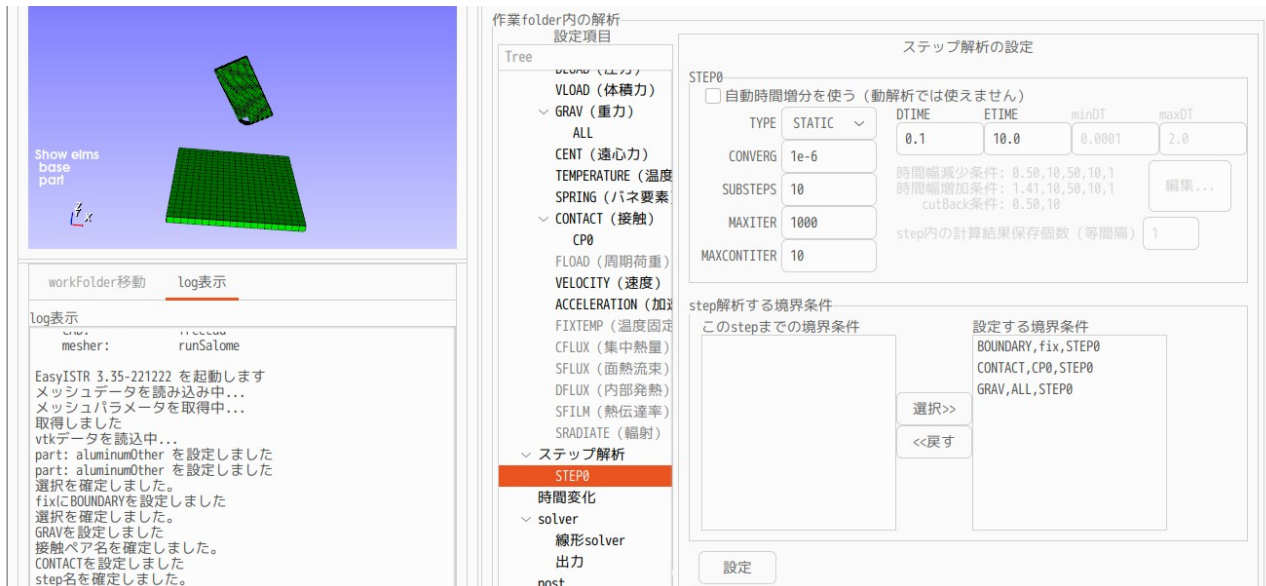 Show elms
base
part
Z
X
workFolder移動 log表示
log表示
mesher: runSalome
EasyISTR 3.35-221222 を起動します
メッシュデータを読み込み中...
メッシュパラメータを取得中...
取得しました
vtkデータを読込中...
part: aluminumOther を設定しました
part: aluminumOther を設定しました
選択を確定しました。
fixにBOUNDARYを設定しました
選択を確定しました。
GRAVを設定しました
接触ペア名を確定しました。
CONTACTを設定しました
step名を確定しました。
作業folder内の解析
設定項目
Tree
DLOAD（圧力）
VLOAD（体積力）
GRAV（重力）
ALL
CENT（遠心力）
TEMPERATURE（温度
SPRING（バネ要素
CONTACT（接触）
CP0
FLOAD（周期荷重）
VELOCITY（速度）
ACCELERATION（加速
FIXTEMP（温度固定
CFLUX（集中熱量）
SFLUX（面熱流束）
DFLUX（内部発熱）
SFILM（熱伝達率）
SRADIATE（輻射）
ステップ解析
STEP0
時間変化
solver
線形solver
出力
post
ステップ解析の設定
STEP0
自動時間増分を使う（動解析では使えません）
TYPE STATIC
CONVERG 1e-6
SUBSTEPS 10
MAXITER 1000
MAXCONTITER 10
DTIME ETIME minDT maxDT
0.1 10.0 0.0001 2.0
時間幅減少条件: 0.50,10,50,10,1
時間幅増加条件: 1.41,10,50,10,1
cutBack条件: 0.50,10
編集...
step内の計算結果保存個数（等間隔） 1
step解析する境界条件
このstepまでの境界条件
選択>>
<<戻す
設定する境界条件
BOUNDARY,fix,STEP0
CONTACT,CP0,STEP0
GRAV,ALL,STEP0
設定